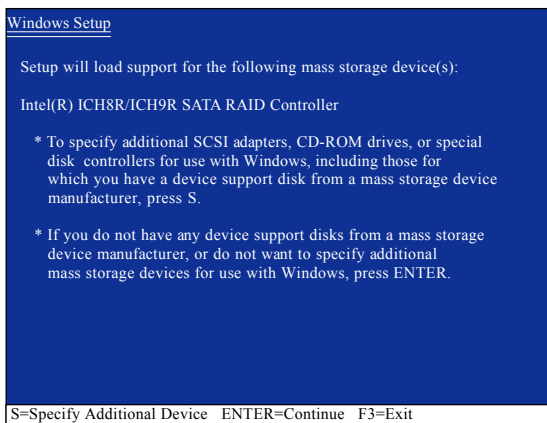 Windows Setup
Setup will load support for the following mass storage device(s):
Intel(R) ICH8R/ICH9R SATA RAID Controller
* To specify additional SCSI adapters, CD-ROM drives, or special
disk controllers for use with Windows, including those for
which you have a device support disk from a mass storage device
manufacturer, press S.
* If you do not have any device support disks from a mass storage
device manufacturer, or do not want to specify additional
mass storage devices for use with Windows, press ENTER.
S=Specify Additional Device ENTER=Continue F3=Exit